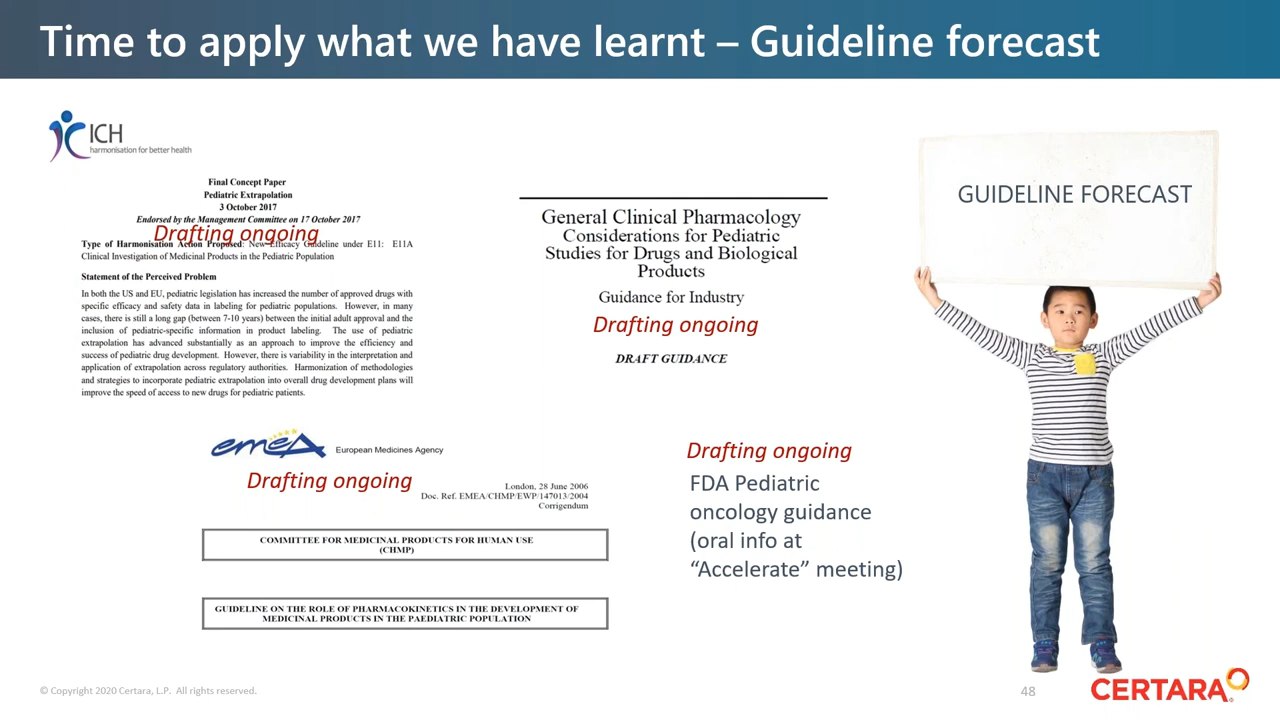 Time to apply what we have learnt – Guideline forecast
ICH
harmonisation for better health
Final Concept Paper
Pediatric Extrapolation
3 October 2017
Endorsed by the Management Committee on 17 October 2017
Drafting ongoing
Type of Harmonisation Action Proposed: New Efficacy Guideline under E11: E11A
Clinical Investigation of Medicinal Products in the Pediatric Population
Statement of the Perceived Problem
In both the US and EU, pediatric legislation has increased the number of approved drugs with
specific efficacy and safety data in labeling for pediatric populations. However, in many
cases, there is still a long gap (between 7-10 years) between the initial adult approval and the
inclusion of pediatric-specific information in product labeling. The use of pediatric
extrapolation has advanced substantially as an approach to improve the efficiency and
success of pediatric drug development. However, there is variability in the interpretation and
application of extrapolation across regulatory authorities. Harmonization of methodologies
and strategies to incorporate pediatric extrapolation into overall drug development plans will
improve the speed of access to new drugs for pediatric patients.
General Clinical Pharmacology
Considerations for Pediatric
Studies for Drugs and Biological
Products
Guidance for Industry
Drafting ongoing
DRAFT GUIDANCE
GUIDELINE FORECAST
emeA
European Medicines Agency
Drafting ongoing
London, 28 June 2006
Doc. Ref. EMEA/CHMP/EWP/147013/2004
Corrigendum
COMMITTEE FOR MEDICINAL PRODUCTS FOR HUMAN USE
(CHMP)
GUIDELINE ON THE ROLE OF PHARMACOKINETICS IN THE DEVELOPMENT OF
MEDICINAL PRODUCTS IN THE PAEDIATRIC POPULATION
Drafting ongoing
FDA Pediatric
oncology guidance
(oral info at
“Accelerate” meeting)
© Copyright 2020 Certara, L.P. All rights reserved.
48
CERTARA